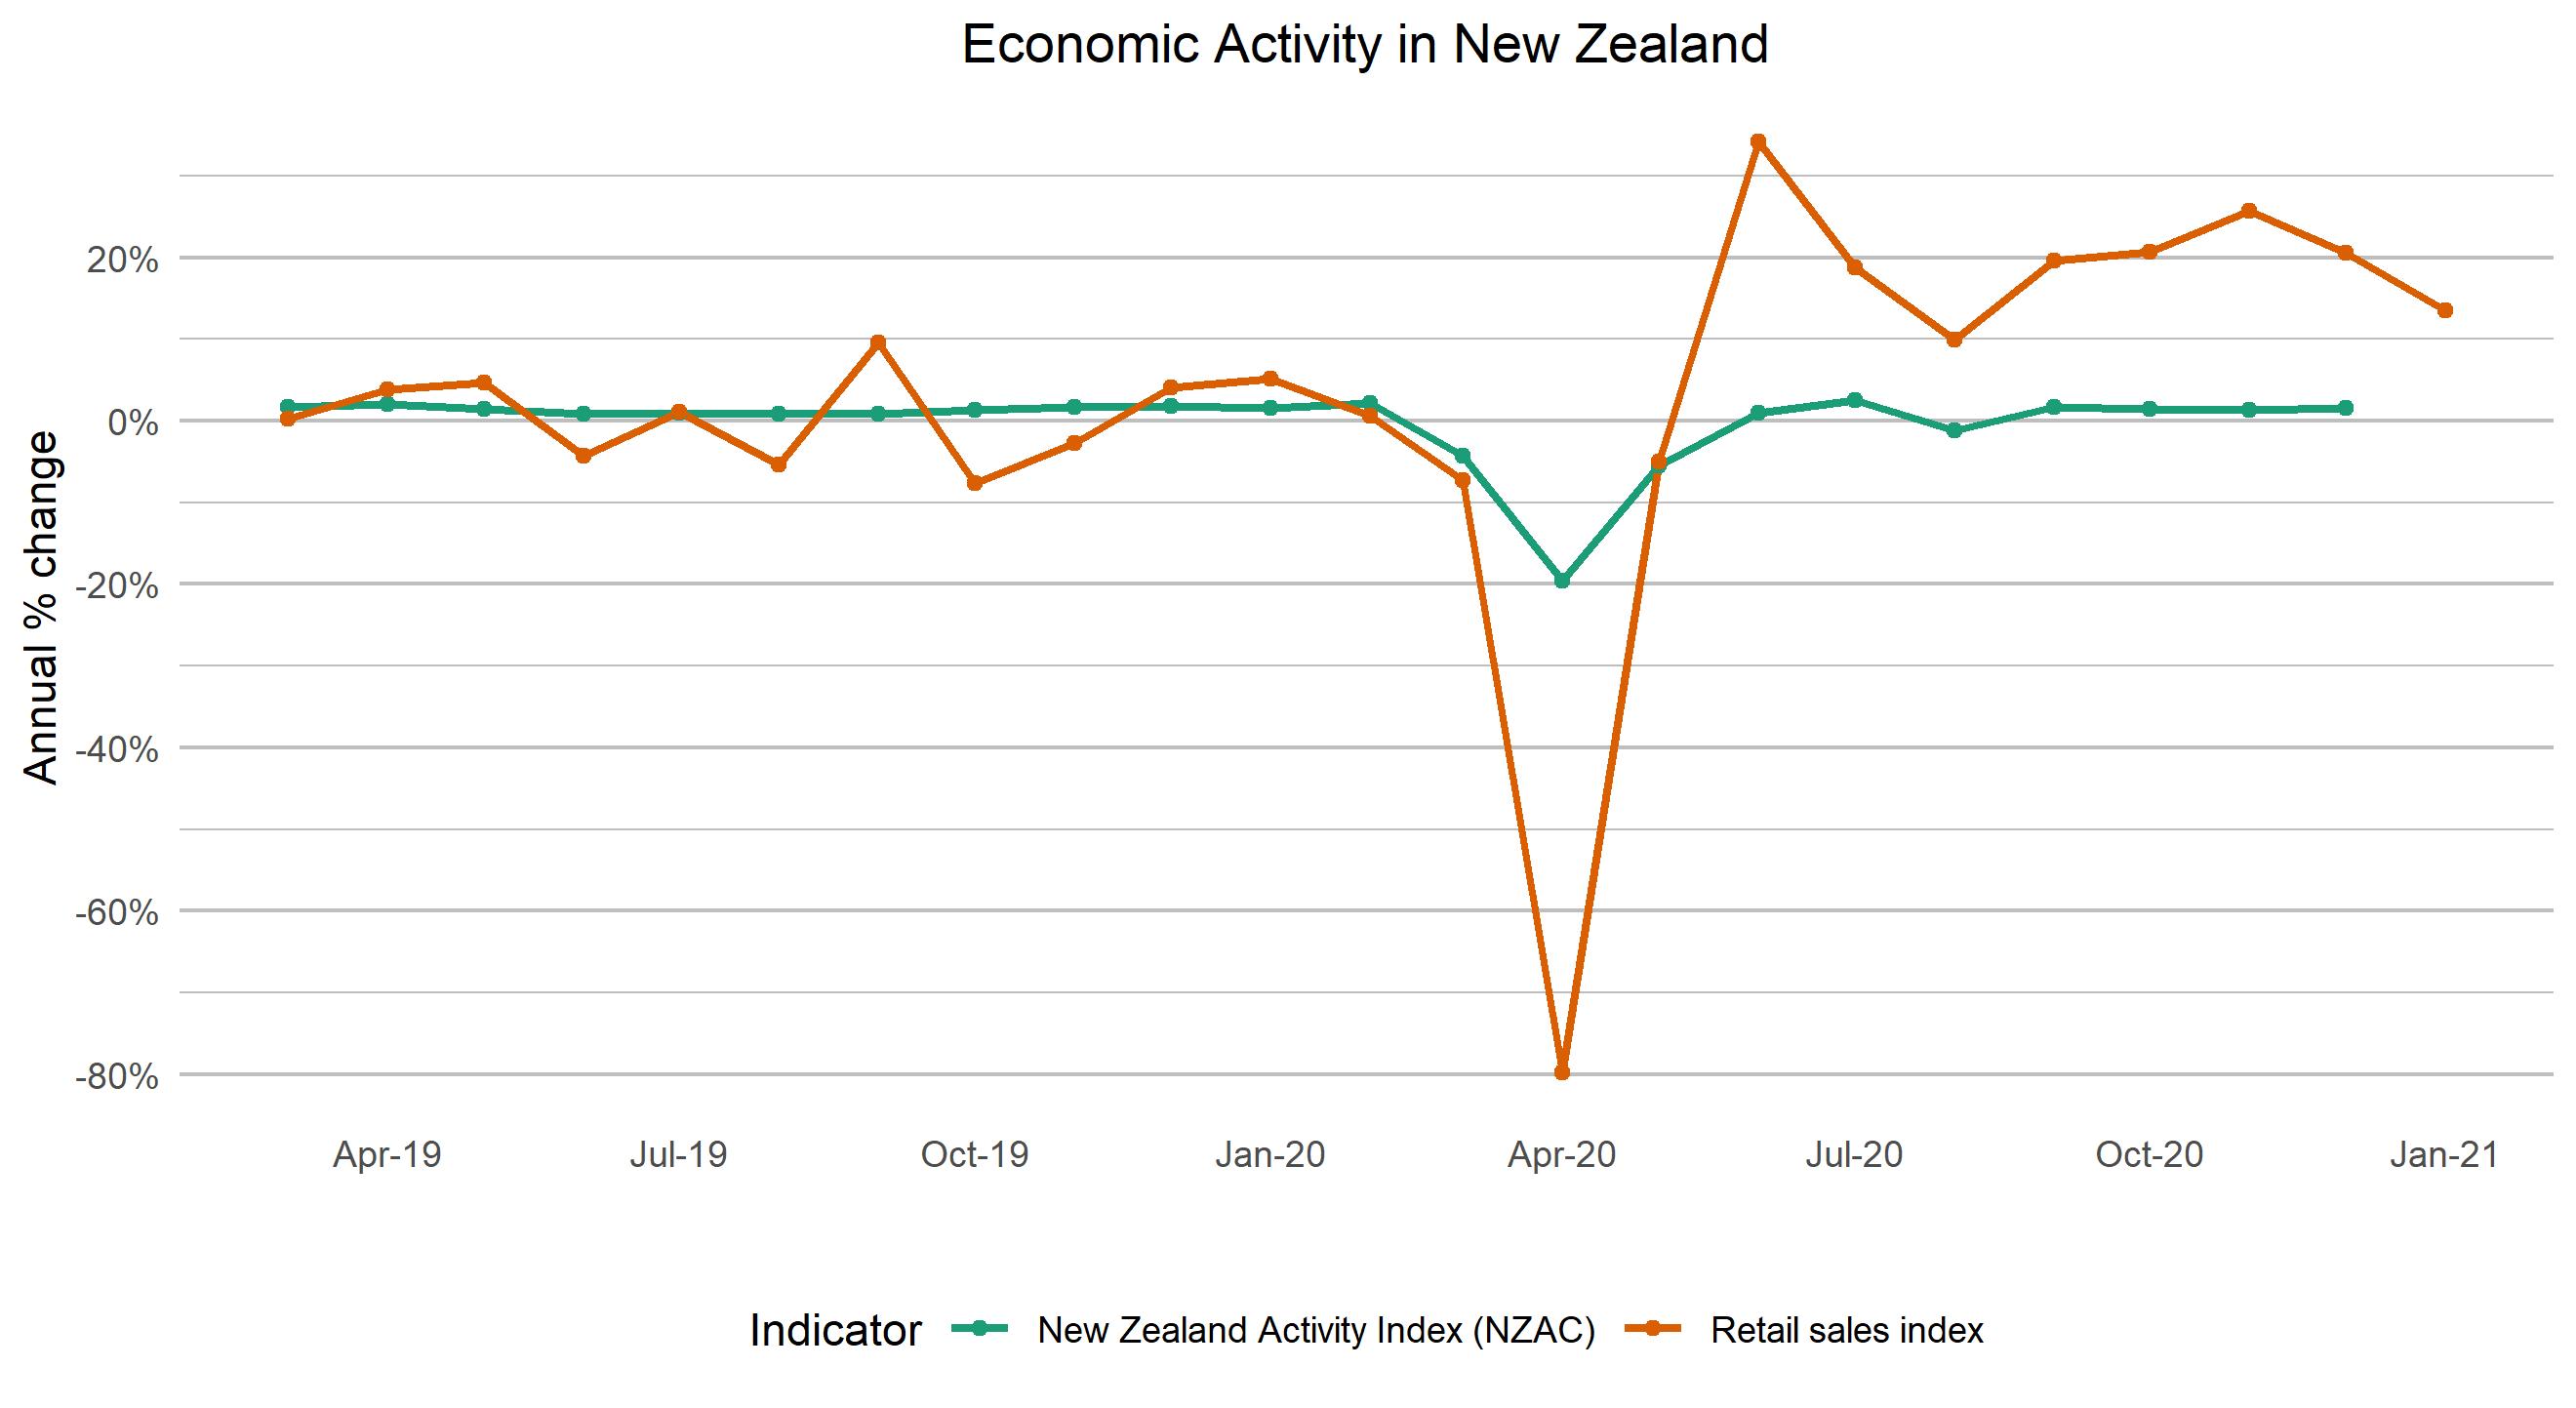 Economic Activity in New Zealand
Annual % change
20%
0%
-20%
-40%
-60%
-80%
Apr-19 Jul-19 Oct-19 Jan-20 Apr-20 Jul-20 Oct-20 Jan-21
Indicator New Zealand Activity Index (NZAC) Retail sales index